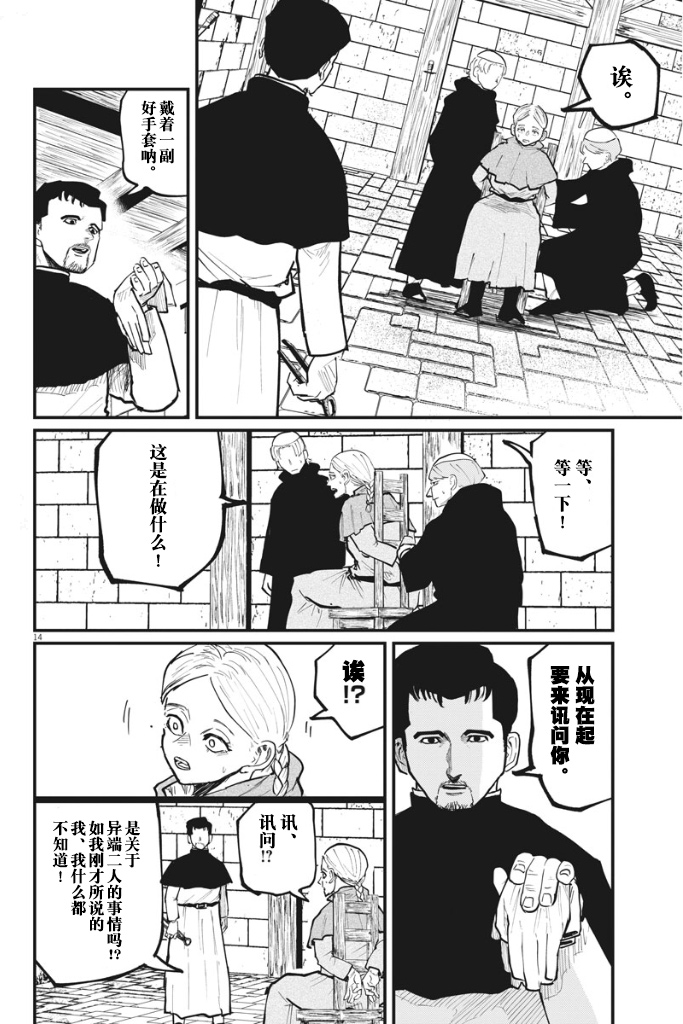 诶。
戴着一副
好手套呐。
等、
等一下！
这是在做什么！
14
从现在起
要来讯问你。
诶
!?
讯、
讯问!?
是关于
异端二人的事情吗!?
如我刚才所说的
我、我什么都
不知道！